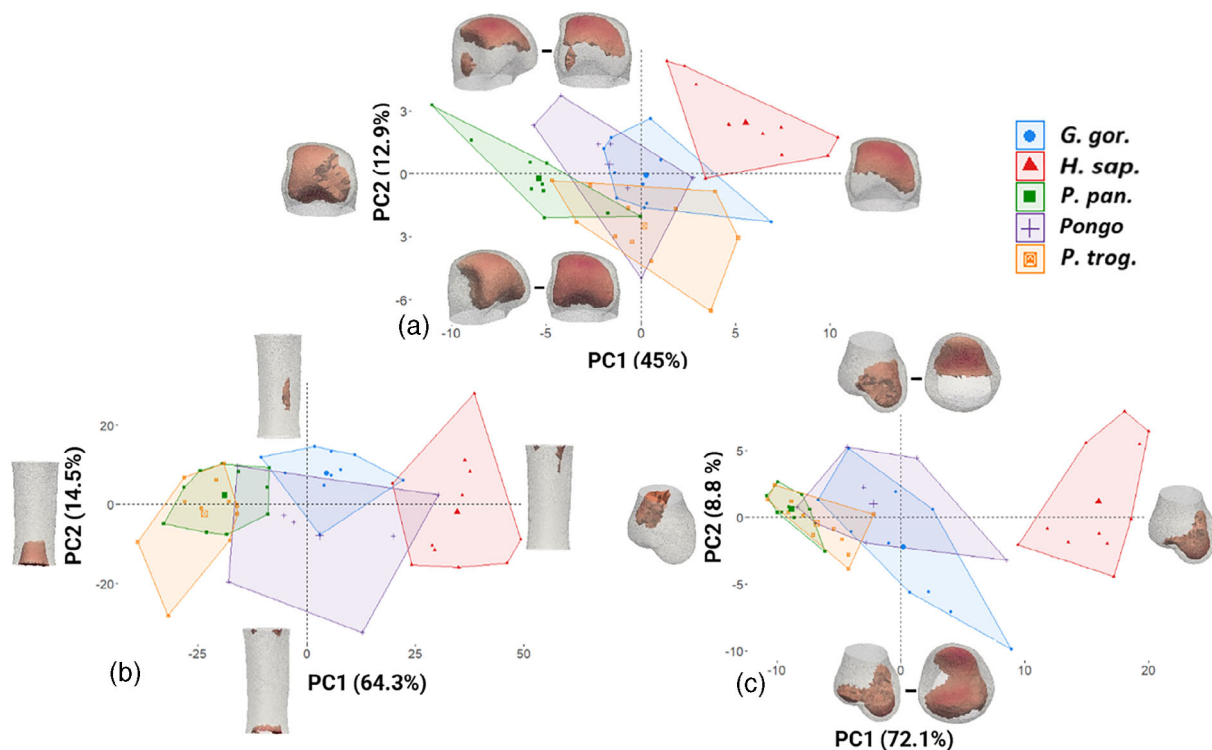 3
0
3
-6
PC2 (12.9%)
-10
-5
0
5
10
PC1 (45%)
(a)
G. gor.
H. sap.
P. pan.
Pongo
P. trog.
20
0
-20
PC2 (14.5%)
-25
0
25
50
PC1 (64.3%)
(b)
5
0
-5
-10
PC2 (8.8 %)
-10
0
10
20
PC1 (72.1%)
(c)